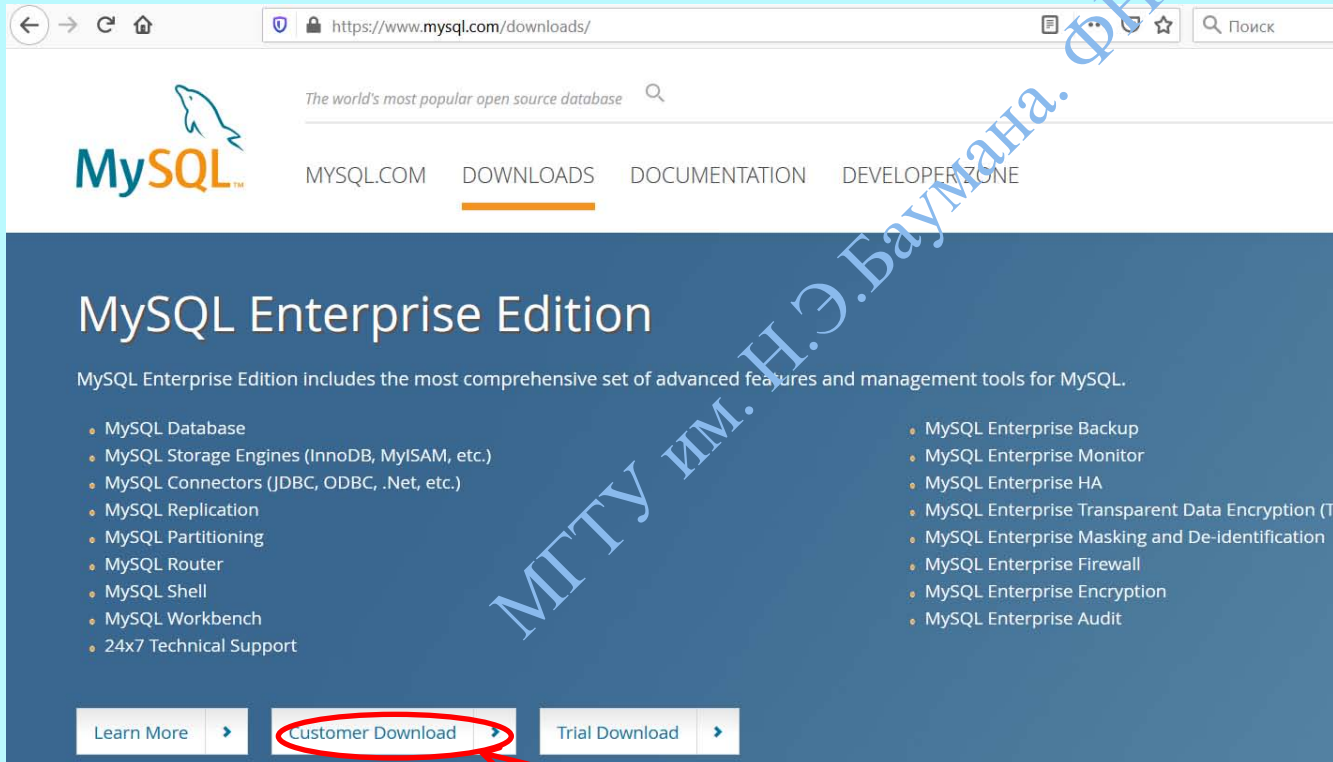 https://www.mysql.com/downloads/
Поиск
The world's most popular open source database
MySQL™
MYSQL.COM DOWNLOADS DOCUMENTATION DEVELOPER ZONE
МГТУ им. Н.Э.Баумана.
MySQL Enterprise Edition
MySQL Enterprise Edition includes the most comprehensive set of advanced features and management tools for MySQL.
MySQL Database
MySQL Storage Engines (InnoDB, MyISAM, etc.)
MySQL Connectors (JDBC, ODBC, .Net, etc.)
MySQL Replication
MySQL Partitioning
MySQL Router
MySQL Shell
MySQL Workbench
24x7 Technical Support
MySQL Enterprise Backup
MySQL Enterprise Monitor
MySQL Enterprise HA
MySQL Enterprise Transparent Data Encryption (T
MySQL Enterprise Masking and De-identification
MySQL Enterprise Firewall
MySQL Enterprise Encryption
MySQL Enterprise Audit
Learn More
Customer Download
Trial Download